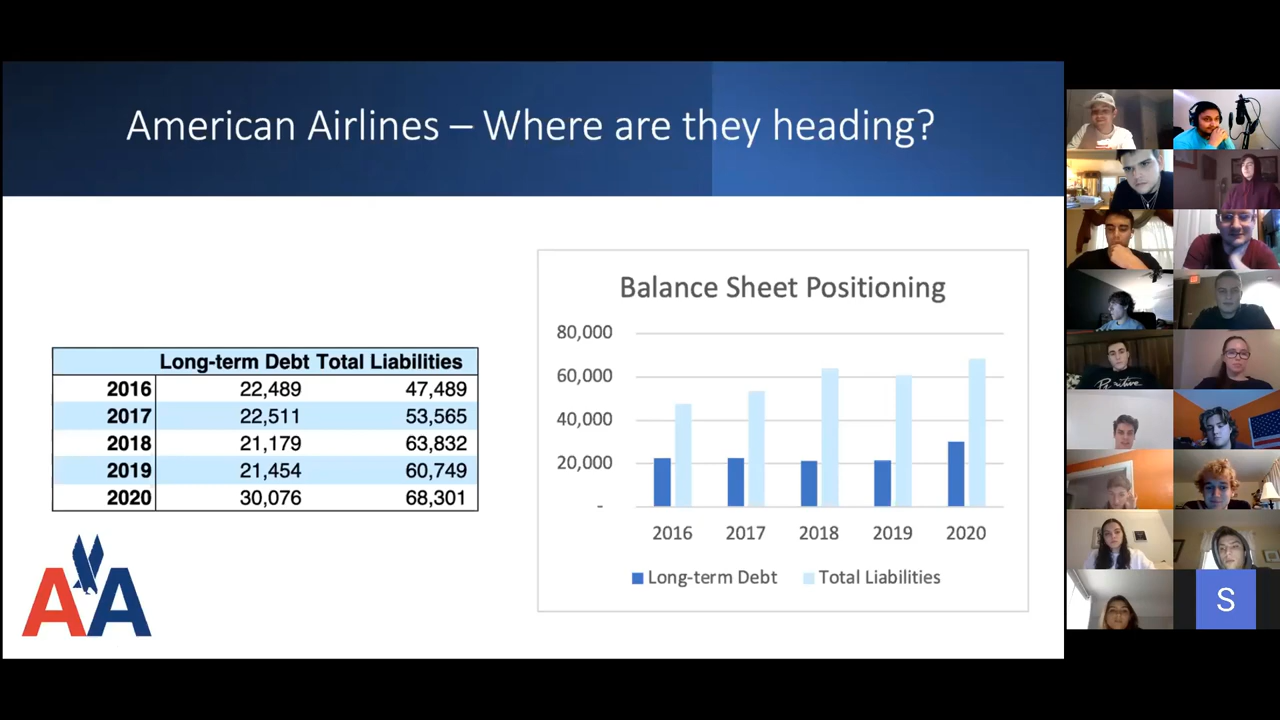 American Airlines – Where are they heading?
Long-term Debt Total Liabilities
2016 22,489 47,489
2017 22,511 53,565
2018 21,179 63,832
2019 21,454 60,749
2020 30,076 68,301
AA
Balance Sheet Positioning
80,000
60,000
40,000
20,000
-
2016 2017 2018 2019 2020
Long-term Debt Total Liabilities
S